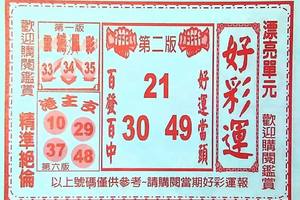 漂亮單元
歡迎購閱鑑賞
好彩運
第二版
好運當頭
21
30 49
百發百中
第一版
33 34 35
港主支
10 29
37 48
第六版
歡迎購閱鑑賞
精準絕倫
以上號碼僅供參考-請購閱當期好彩運報